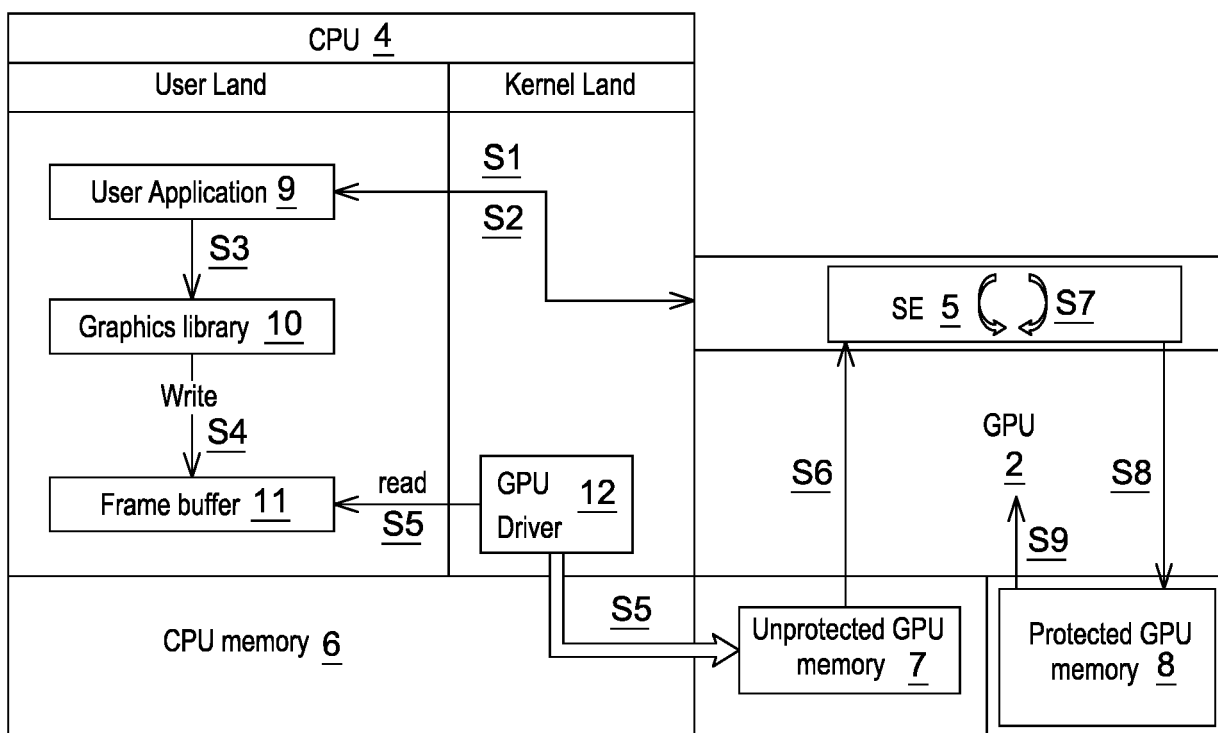 CPU 4
User Land
Kernel Land
User Application 9
S1
S2
S3
Graphics library 10
SE 5
S7
Write
S4
GPU
2
S6
S8
Frame buffer 11
read
S5
GPU
Driver
12
S9
CPU memory 6
S5
Unprotected GPU
memory 7
Protected GPU
memory 8